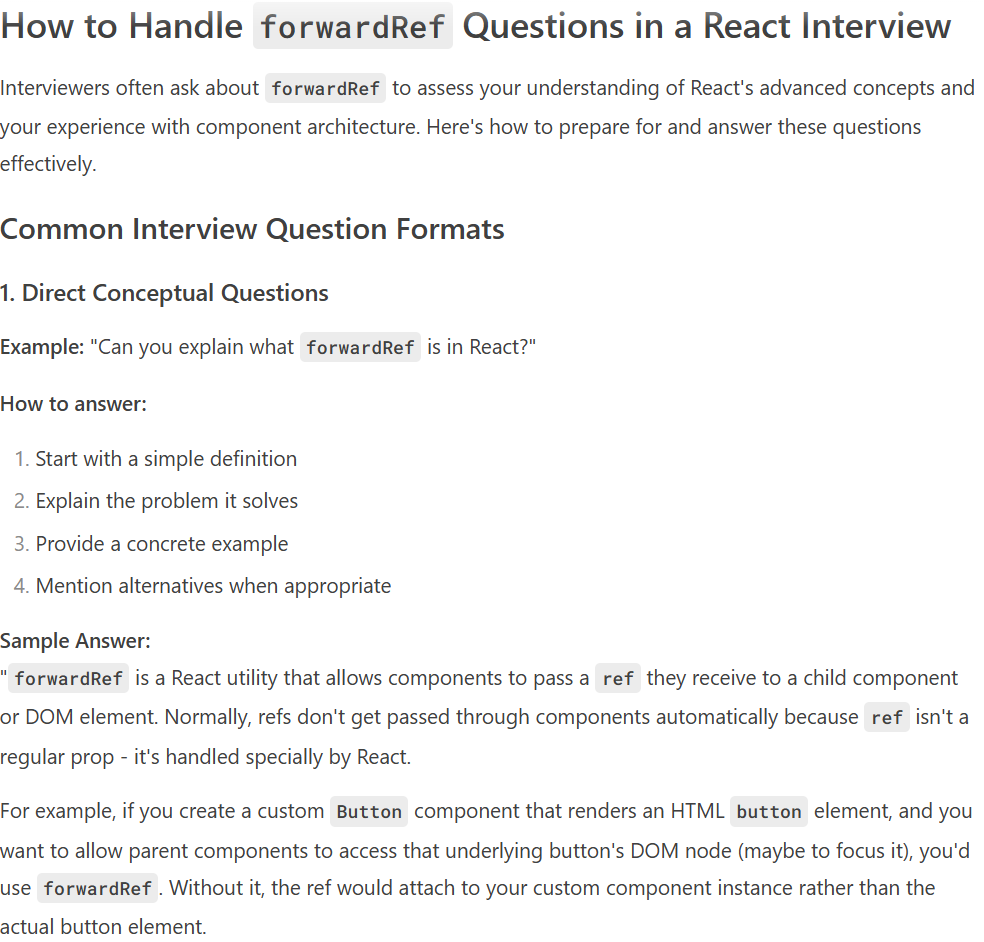 How to Handle forwardRef Questions in a React Interview
Interviewers often ask about forwardRef to assess your understanding of React's advanced concepts and
your experience with component architecture. Here's how to prepare for and answer these questions
effectively.
Common Interview Question Formats
1. Direct Conceptual Questions
Example: "Can you explain what forwardRef is in React?"
How to answer:
1. Start with a simple definition
2. Explain the problem it solves
3. Provide a concrete example
4. Mention alternatives when appropriate
Sample Answer:
"forwardRef is a React utility that allows components to pass a ref they receive to a child component
or DOM element. Normally, refs don't get passed through components automatically because ref isn't a
regular prop - it's handled specially by React.
For example, if you create a custom Button component that renders an HTML button element, and you
want to allow parent components to access that underlying button's DOM node (maybe to focus it), you'd
use forwardRef. Without it, the ref would attach to your custom component instance rather than the
actual button element.